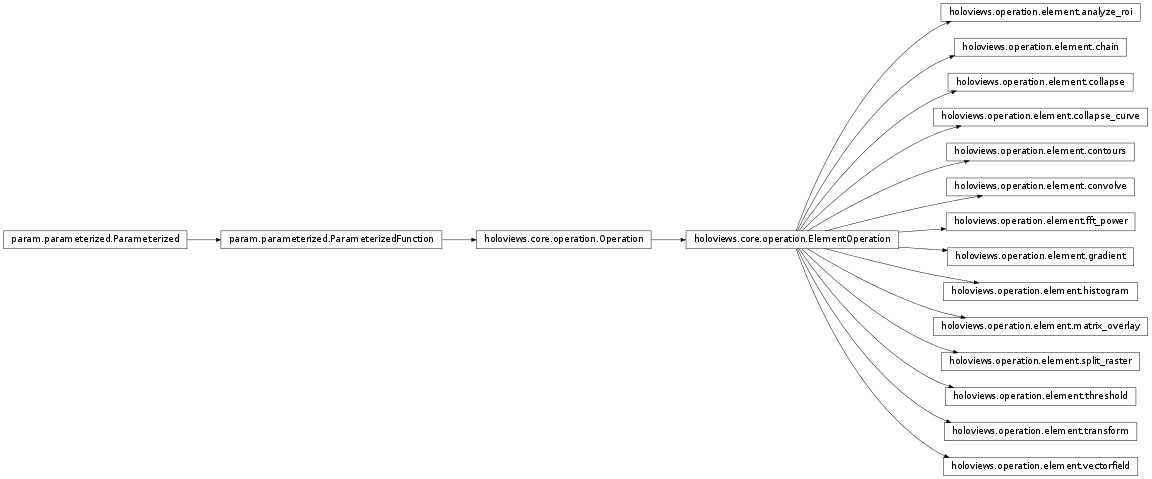 holoviews.operation.element.analyze_roi
holoviews.operation.element.chain
holoviews.operation.element.collapse
holoviews.operation.element.collapse_curve
holoviews.operation.element.contours
holoviews.operation.element.convolve
holoviews.operation.element.fft_power
param.parameterized.Parameterized
param.parameterized.ParameterizedFunction
holoviews.core.operation.Operation
holoviews.core.operation.ElementOperation
holoviews.operation.element.gradient
holoviews.operation.element.histogram
holoviews.operation.element.matrix_overlay
holoviews.operation.element.split_raster
holoviews.operation.element.threshold
holoviews.operation.element.transform
holoviews.operation.element.vectorfield